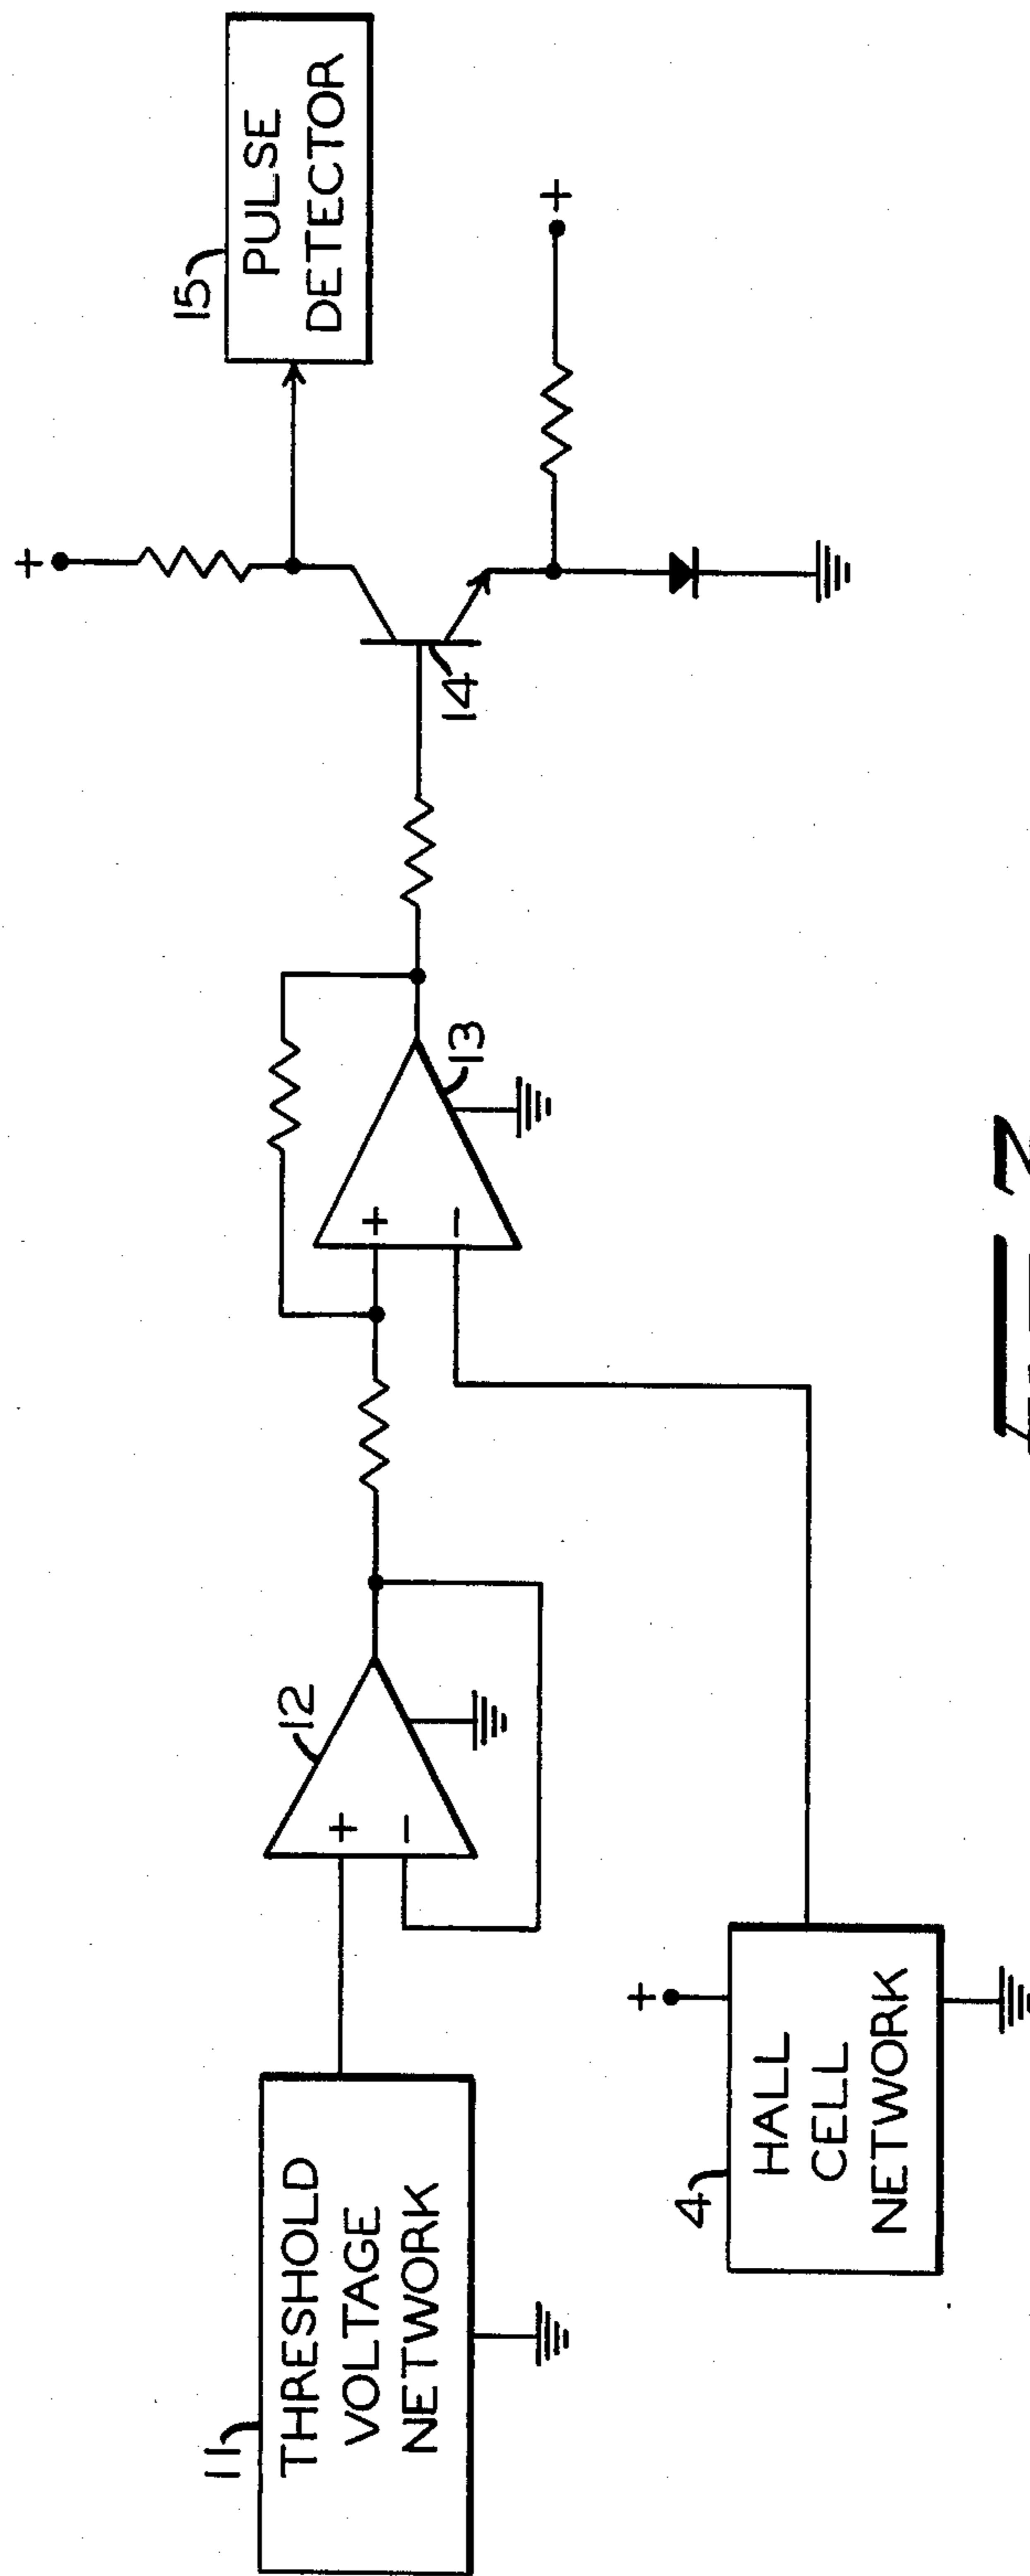 11
THRESHOLD
VOLTAGE
NETWORK
12
+
-
4
HALL
CELL
NETWORK
+
13
+
-
14
+
+
15
PULSE
DETECTOR